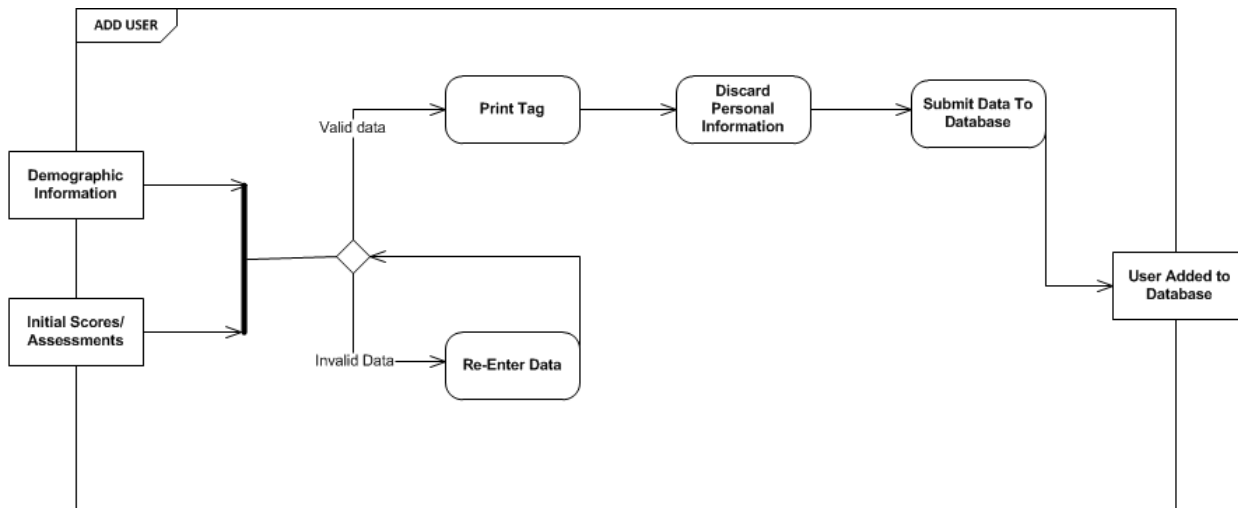 ADD USER
Print Tag
Discard
Personal
Information
Submit Data To
Database
Valid data
Demographic
Information
User Added to
Database
Initial Scores/
Assessments
Invalid Data
Re-Enter Data